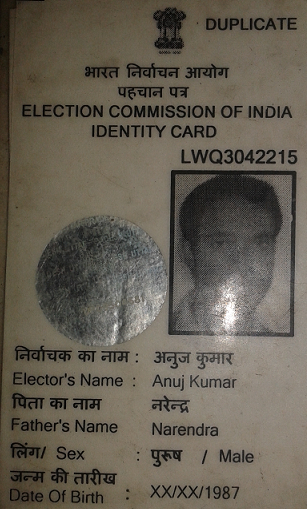 DUPLICATE
भारत निर्वाचन आयोग
पहचान पत्र
ELECTION COMMISSION OF INDIA
IDENTITY CARD
LWQ3042215
निर्वाचक का नाम : अनुज कुमार
Elector's Name : Anuj Kumar
पिता का नाम नरेन्द्र
Father's Name Narendra
लिंग/ Sex : पुरूष / Male
जन्म की तारीख
Date Of Birth : XX/XX/1987